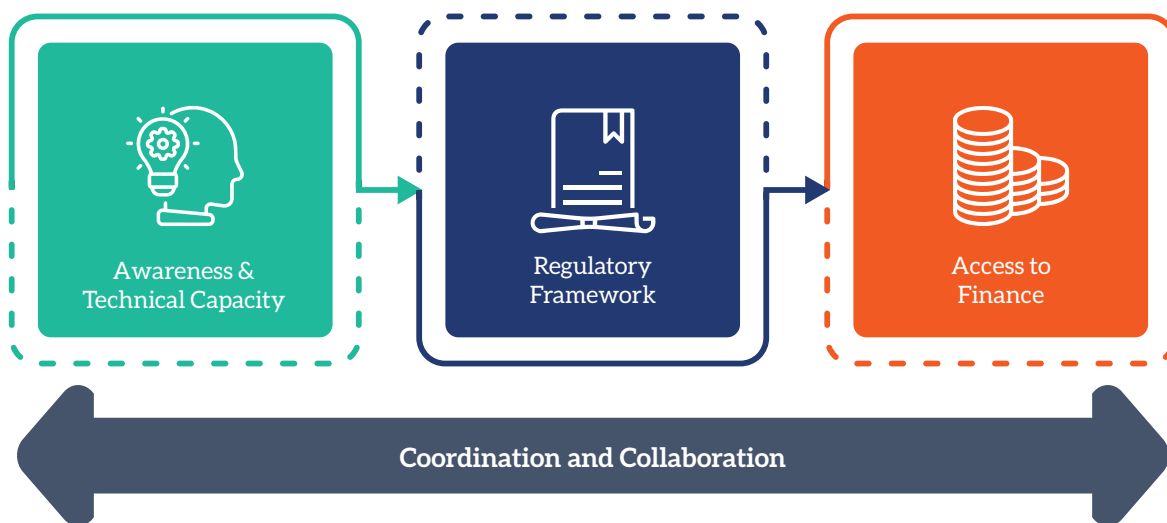 Awareness &
Technical Capacity
Regulatory
Framework
Access to
Finance
Coordination and Collaboration